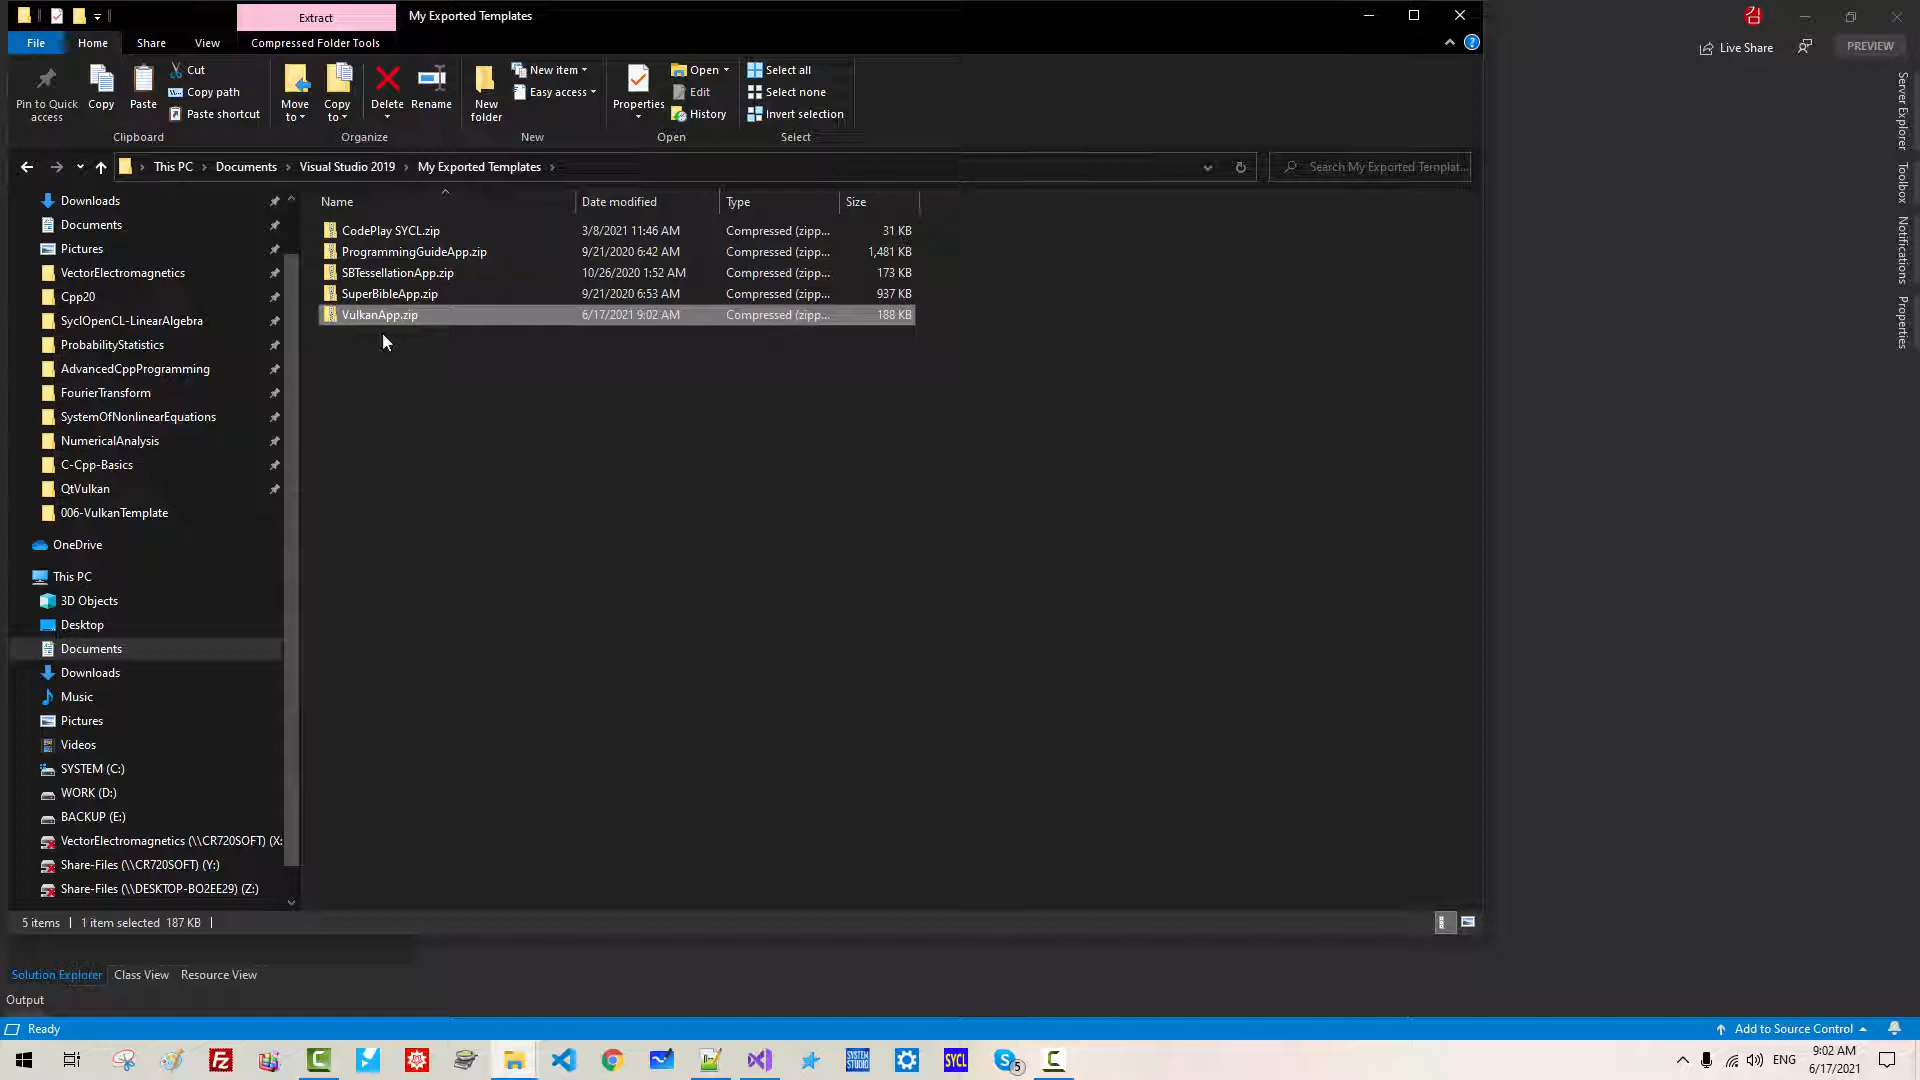 Extract
My Exported Templates
File
Home
Share
View
Compressed Folder Tools
Live Share
PREVIEW
Pin to Quick access
Copy
Paste
Cut
Copy path
Paste shortcut
Clipboard
Move to
Copy to
Delete
Rename
Organize
New folder
New item
Easy access
New
Properties
Open
Edit
History
Open
Select all
Select none
Invert selection
Select
This PC > Documents > Visual Studio 2019 > My Exported Templates >
Search My Exported Templat...
Server Explorer
Toolbox
Notifications
Properties
Downloads
Documents
Pictures
VectorElectromagnetics
Cpp20
SyclOpenCL-LinearAlgebra
ProbabilityStatistics
AdvancedCppProgramming
FourierTransform
SystemOfNonlinearEquations
NumericalAnalysis
C-Cpp-Basics
QtVulkan
006-VulkanTemplate
OneDrive
This PC
3D Objects
Desktop
Documents
Downloads
Music
Pictures
Videos
SYSTEM (C:)
WORK (D:)
BACKUP (E:)
VectorElectromagnetics (\\CR720SOFT) (X:
Share-Files (\\CR720SOFT) (Y:)
Share-Files (\\DESKTOP-BO2EE29) (Z:)
Name Date modified Type Size
CodePlay SYCL.zip 3/8/2021 11:46 AM Compressed (zipp... 31 KB
ProgrammingGuideApp.zip 9/21/2020 6:42 AM Compressed (zipp... 1,481 KB
SBTessellationApp.zip 10/26/2020 1:52 AM Compressed (zipp... 173 KB
SuperBibleApp.zip 9/21/2020 6:53 AM Compressed (zipp... 937 KB
VulkanApp.zip 6/17/2021 9:02 AM Compressed (zipp... 188 KB
5 items 1 item selected 187 KB
Solution Explorer Class View Resource View
Output
Ready
Add to Source Control
SYSTEM STUDIO
SYCL
5
ENG
9:02 AM
6/17/2021